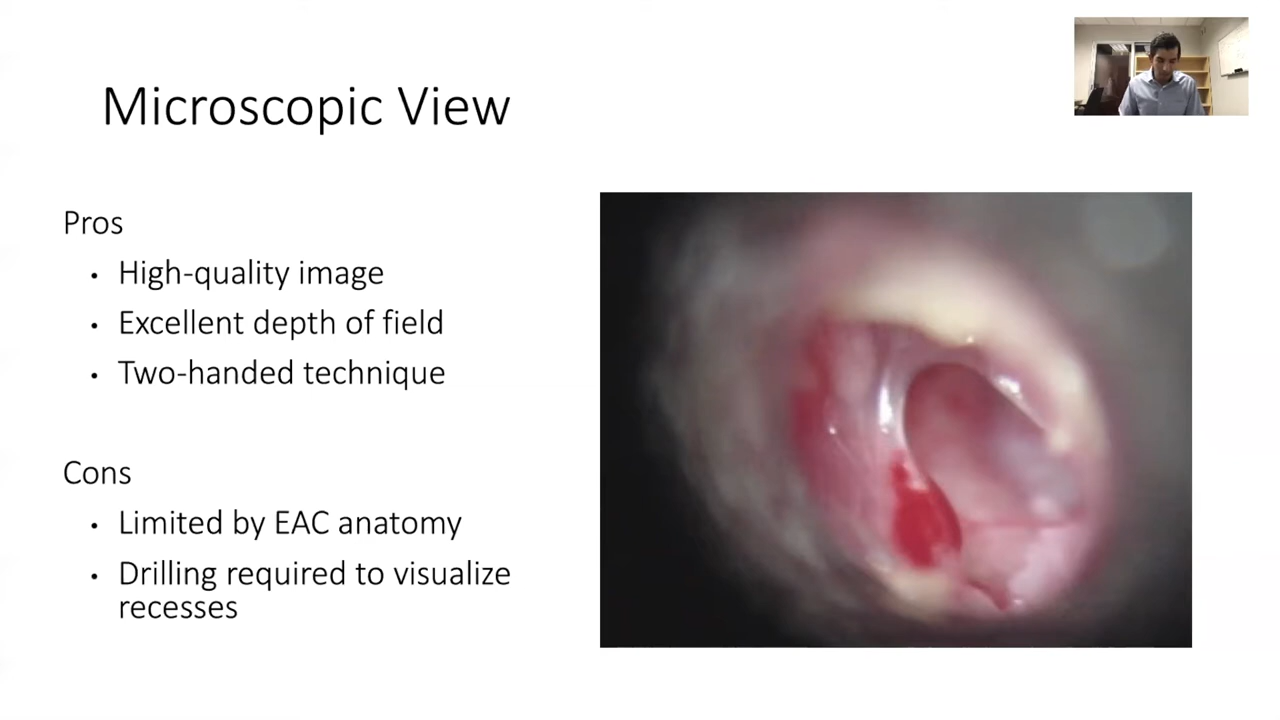 Microscopic View
Pros
• High-quality image
• Excellent depth of field
• Two-handed technique
Cons
• Limited by EAC anatomy
• Drilling required to visualize
recesses